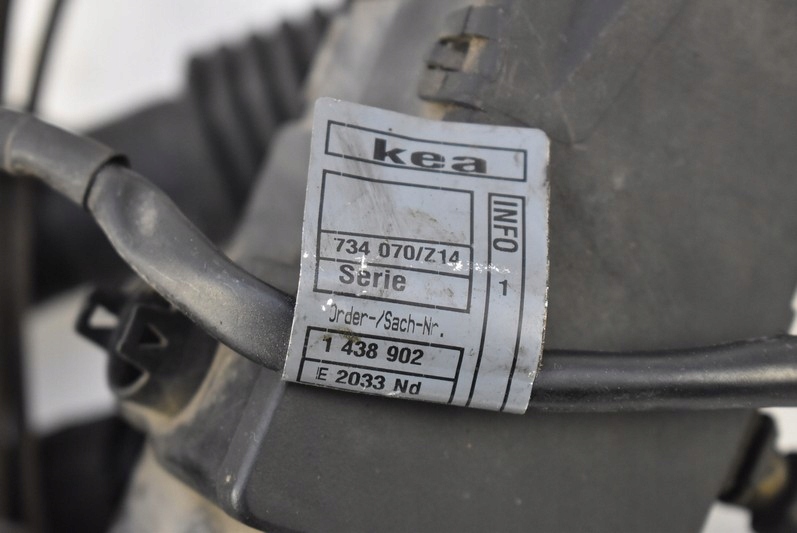 kea
734 070/Z14
Serie
Order-/Sach-Nr.
1 438 902
E 2033 Nd
INFO
1